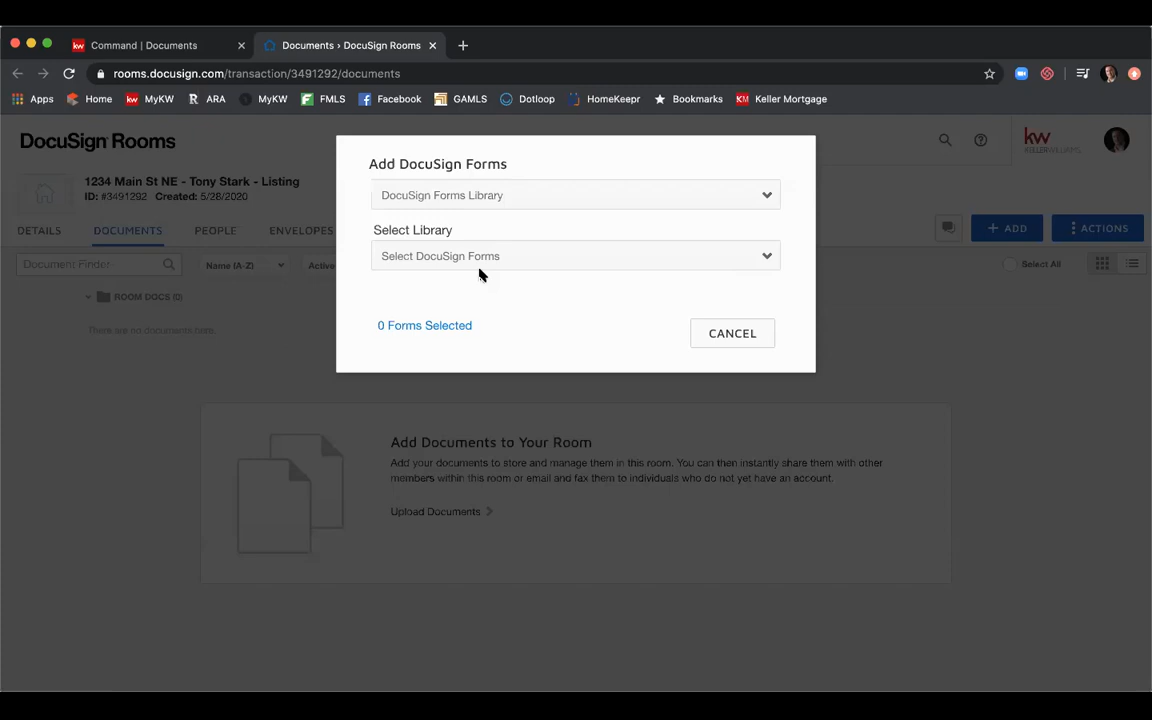 Command | Documents
Documents › DocuSign Rooms
rooms.docusign.com/transaction/3491292/documents
Apps
Home
kw MyKW
R ARA
MyKW
FMLS
Facebook
GAMLS
Dotloop
HomeKeepr
Bookmarks
KM Keller Mortgage
DocuSign Rooms
kw
KELLERWILLIAMS.
1234 Main St NE - Tony Stark - Listing
ID: #3491292 Created: 5/28/2020
DETAILS
DOCUMENTS
PEOPLE
ENVELOPES
+ ADD
ACTIONS
Document Finder
Name (A-Z)
Active
Select All
ROOM DOCS (0)
There are no documents here.
Add DocuSign Forms
DocuSign Forms Library
Select Library
Select DocuSign Forms
0 Forms Selected
CANCEL
Add Documents to Your Room
Add your documents to store and manage them in this room. You can then instantly share them with other
members within this room or email and fax them to individuals who do not yet have an account.
Upload Documents